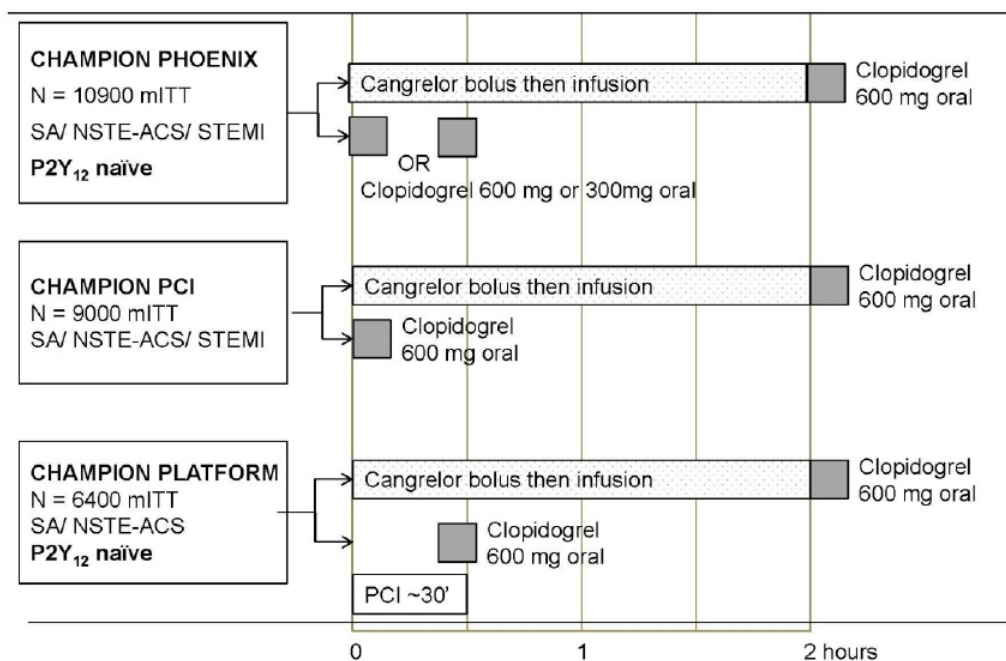 CHAMPION PHOENIX
N = 10900 mITT
SA/ NSTE-ACS/ STEMI
P2Y12 naïve
Cangrelor bolus then infusion
Clopidogrel
600 mg oral
OR
Clopidogrel 600 mg or 300mg oral
CHAMPION PCI
N = 9000 mITT
SA/ NSTE-ACS/ STEMI
Cangrelor bolus then infusion
Clopidogrel
600 mg oral
Clopidogrel
600 mg oral
CHAMPION PLATFORM
N = 6400 mITT
SA/ NSTE-ACS
P2Y12 naïve
Cangrelor bolus then infusion
Clopidogrel
600 mg oral
Clopidogrel
600 mg oral
PCI ~30'
0 1 2 hours